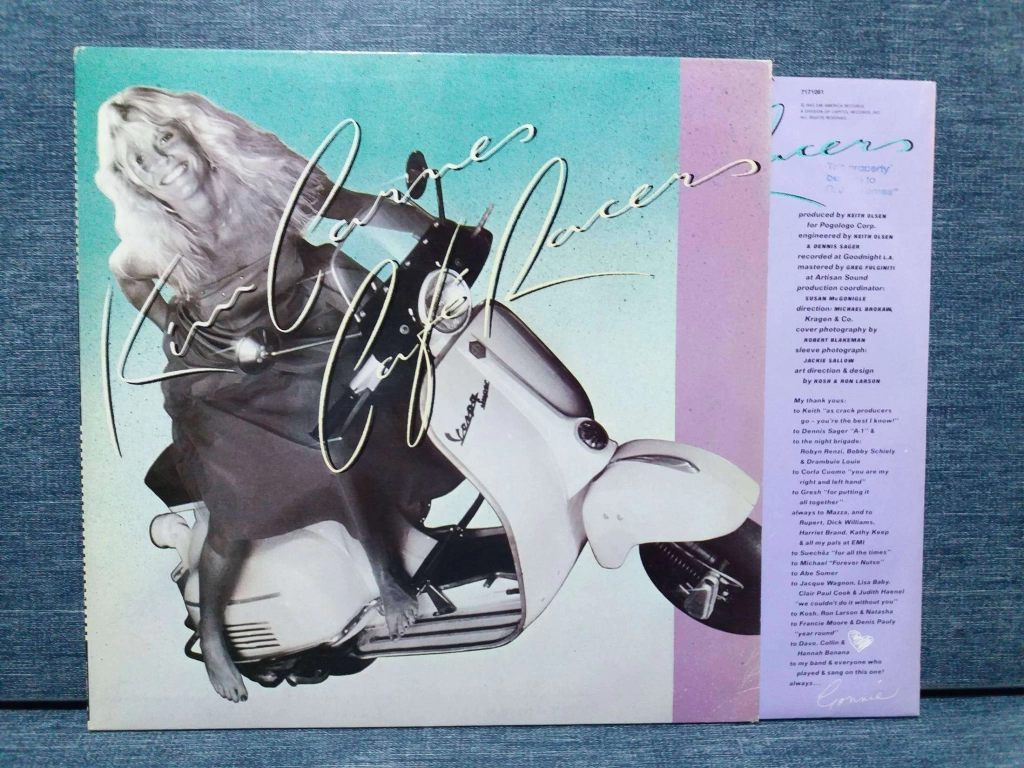 Kim Carnes
Café Racers
Vespa
7171061
ALL RIGHTS RESERVED.
Racers
produced by KEITH OLSEN
for Pogologo Corp.
engineered by KEITH OLSEN
& DENNIS SAGER
recorded at Goodnight L.A.
mastered by GREG FULGINITI
at Artisan Sound
production coordinator:
SUSAN McGONIGLE
direction: MICHAEL BROKAW,
Kragen & Co.
cover photography by
ROBERT BLAKEMAN
sleeve photograph:
JACKIE SALLOW
art direction & design
by KOSH & RON LARSON
My thank yous:
to Keith "as crack producers
go – you're the best I know!"
to Dennis Sager "A-1" &
to the night brigade:
Robyn Renzi, Bobby Schiely
& Drambuie Louie
to Corla Cuomo "you are my
right and left hand"
to Gresh "for putting it
all together"
always to Mazza, and to
Rupert, Dick Williams,
Harriet Brand, Kathy Keep
& all my pals at EMI
to Suechéz "for all the times"
to Michael "Forever Nutso"
to Abe Somer
to Jacque Wagnon, Lisa Baby,
Clair Paul Cook & Judith Haenel
"we couldn't do it without you"
to Kosh, Ron Larson & Natasha
to Francie Moore & Denis Pauly
"year round"
to Dave, Collin &
Hannah Banana
to my band & everyone who
played & sang on this one!
always...